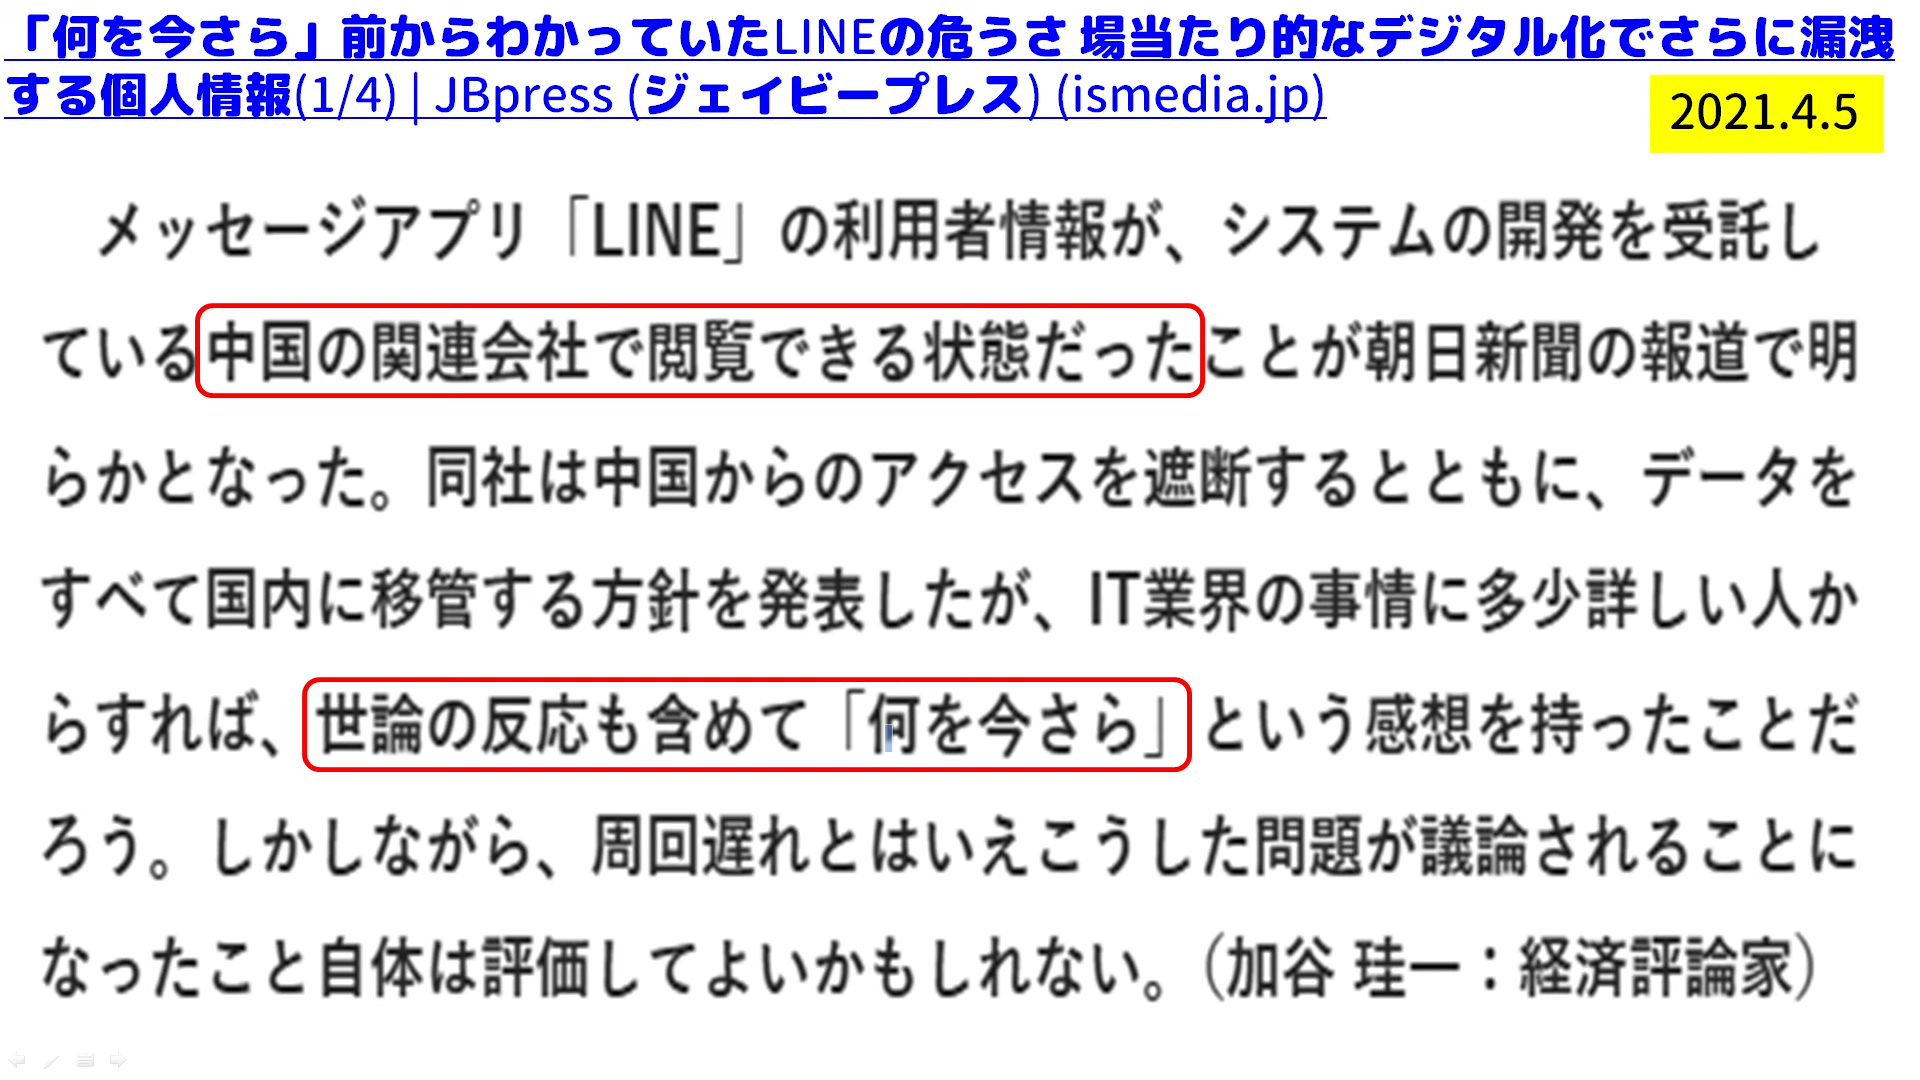 「何を今さら」前からわかっていたLINEの危うさ 場当たり的なデジタル化でさらに漏洩
する個人情報(1/4) | JBpress (ジェイビープレス) (ismedia.jp)
2021.4.5
メッセージアプリ「LINE」の利用者情報が、システムの開発を受託し
ている中国の関連会社で閲覧できる状態だったことが朝日新聞の報道で明
らかとなった。同社は中国からのアクセスを遮断するとともに、データを
すべて国内に移管する方針を発表したが、IT業界の事情に多少詳しい人か
らすれば、世論の反応も含めて「何を今さら」という感想を持ったことだ
ろう。しかしながら、周回遅れとはいえこうした問題が議論されることに
なったこと自体は評価してよいかもしれない。（加谷 珪一：経済評論家）